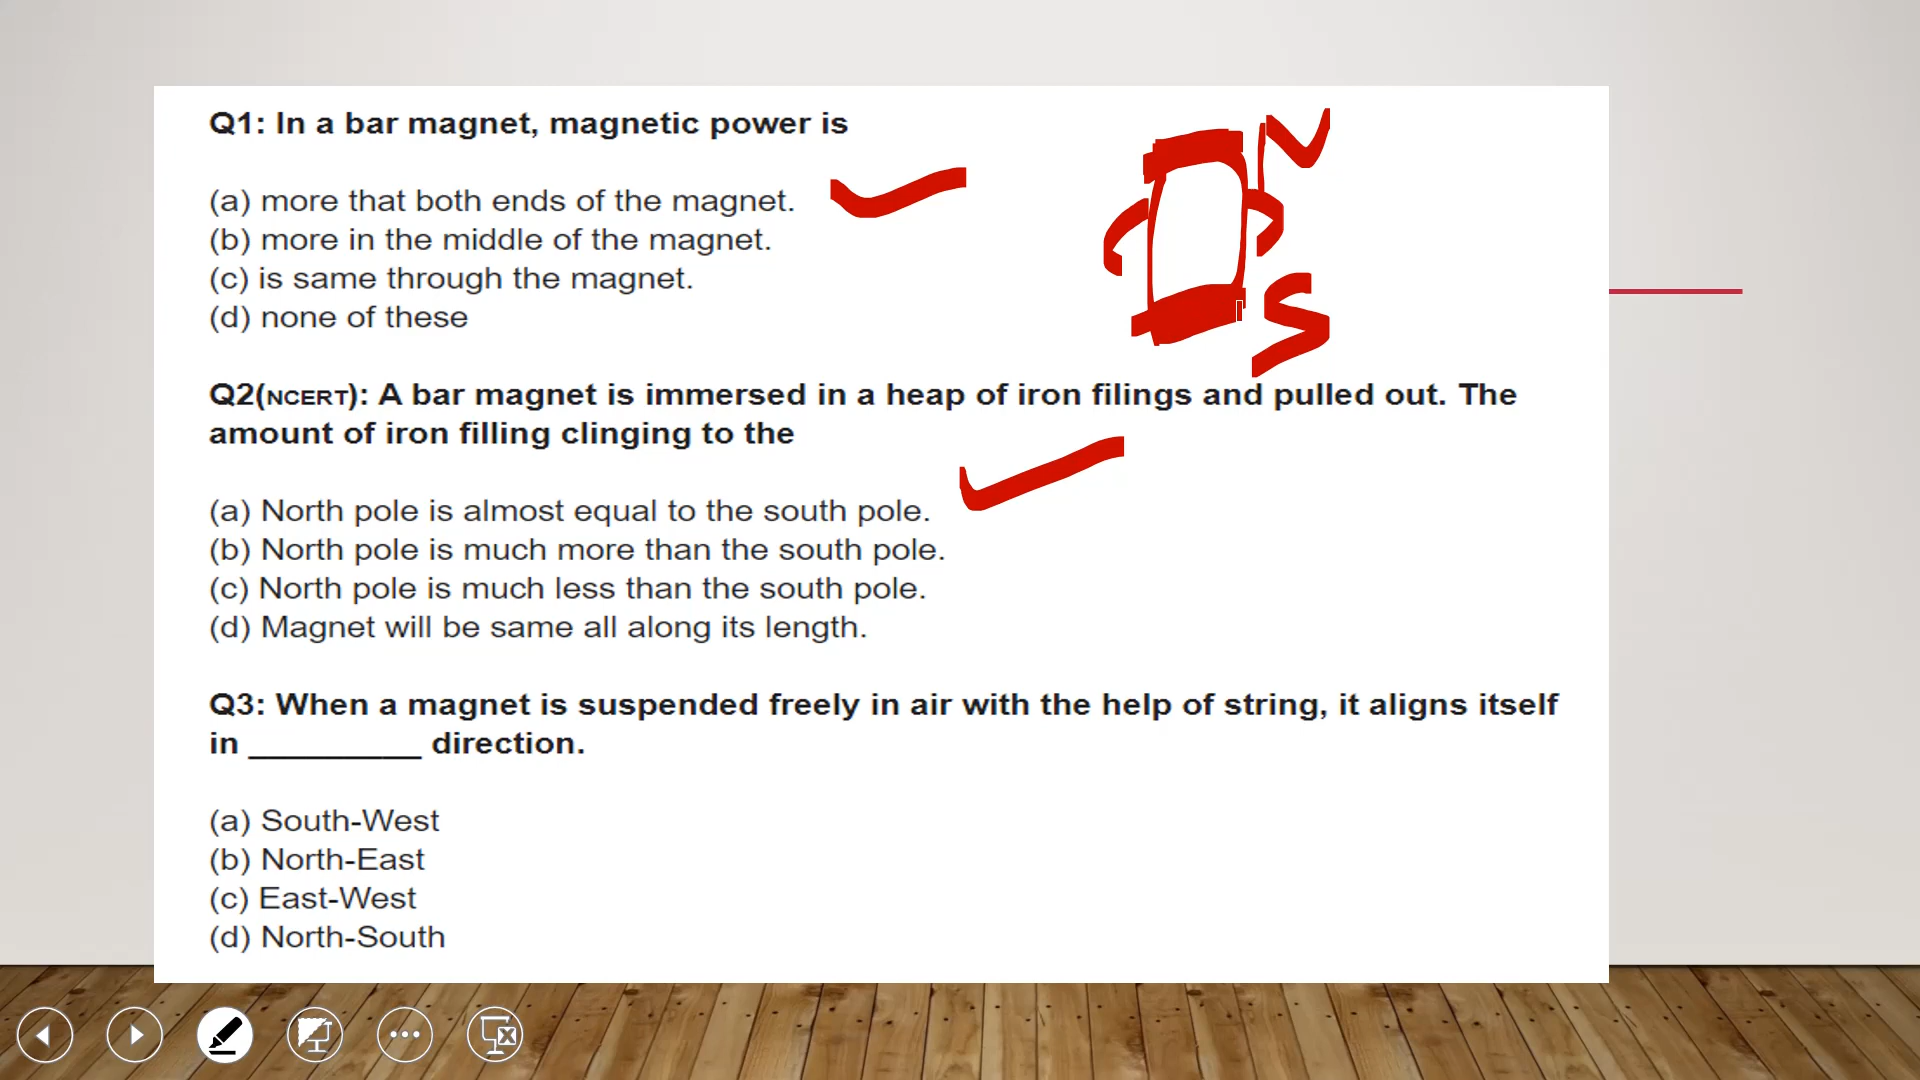 Q1: In a bar magnet, magnetic power is
(a) more that both ends of the magnet.
(b) more in the middle of the magnet.
(c) is same through the magnet.
(d) none of these
N
S
Q2(NCERT): A bar magnet is immersed in a heap of iron filings and pulled out. The
amount of iron filling clinging to the
(a) North pole is almost equal to the south pole.
(b) North pole is much more than the south pole.
(c) North pole is much less than the south pole.
(d) Magnet will be same all along its length.
Q3: When a magnet is suspended freely in air with the help of string, it aligns itself
in __________ direction.
(a) South-West
(b) North-East
(c) East-West
(d) North-South